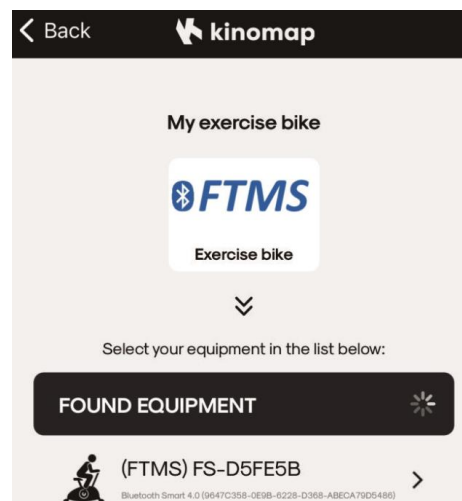 Back
kinomap
My exercise bike
FTMS
Exercise bike
Select your equipment in the list below:
FOUND EQUIPMENT
(FTMS) FS-D5FE5B
Bluetooth Smart 4.0 (9647C358-0E9B-6228-D368-ABECA79D5486)